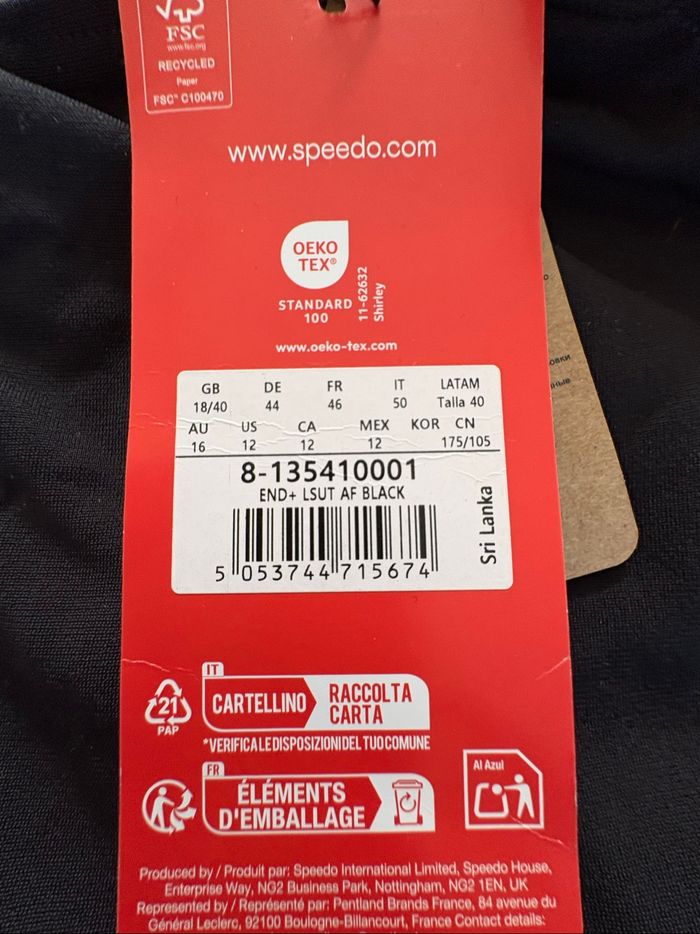 FSC
www.fsc.org
RECYCLED
Paper
FSC™ C100470
www.speedo.com
OEKO
TEX®
STANDARD
100
11-62632
Shirley
www.oeko-tex.com
GB DE FR IT LATAM
18/40 44 46 50 Talla 40
AU US CA MEX KOR CN
16 12 12 12 175/105
8-135410001
END+ LSUT AF BLACK
Sri Lanka
5 053744 715674
IT
CARTELLINO RACCOLTA
CARTA
21
PAP
*VERIFICA LE DISPOSIZIONI DEL TUO COMUNE
FR
ÉLÉMENTS
D'EMBALLAGE
Al Azul
Produced by / Produit par: Speedo International Limited, Speedo House,
Enterprise Way, NG2 Business Park, Nottingham, NG2 1EN, UK
Represented by / Représenté par: Pentland Brands France, 84 avenue du
Général Leclerc, 92100 Boulogne-Billancourt, France Contact details: